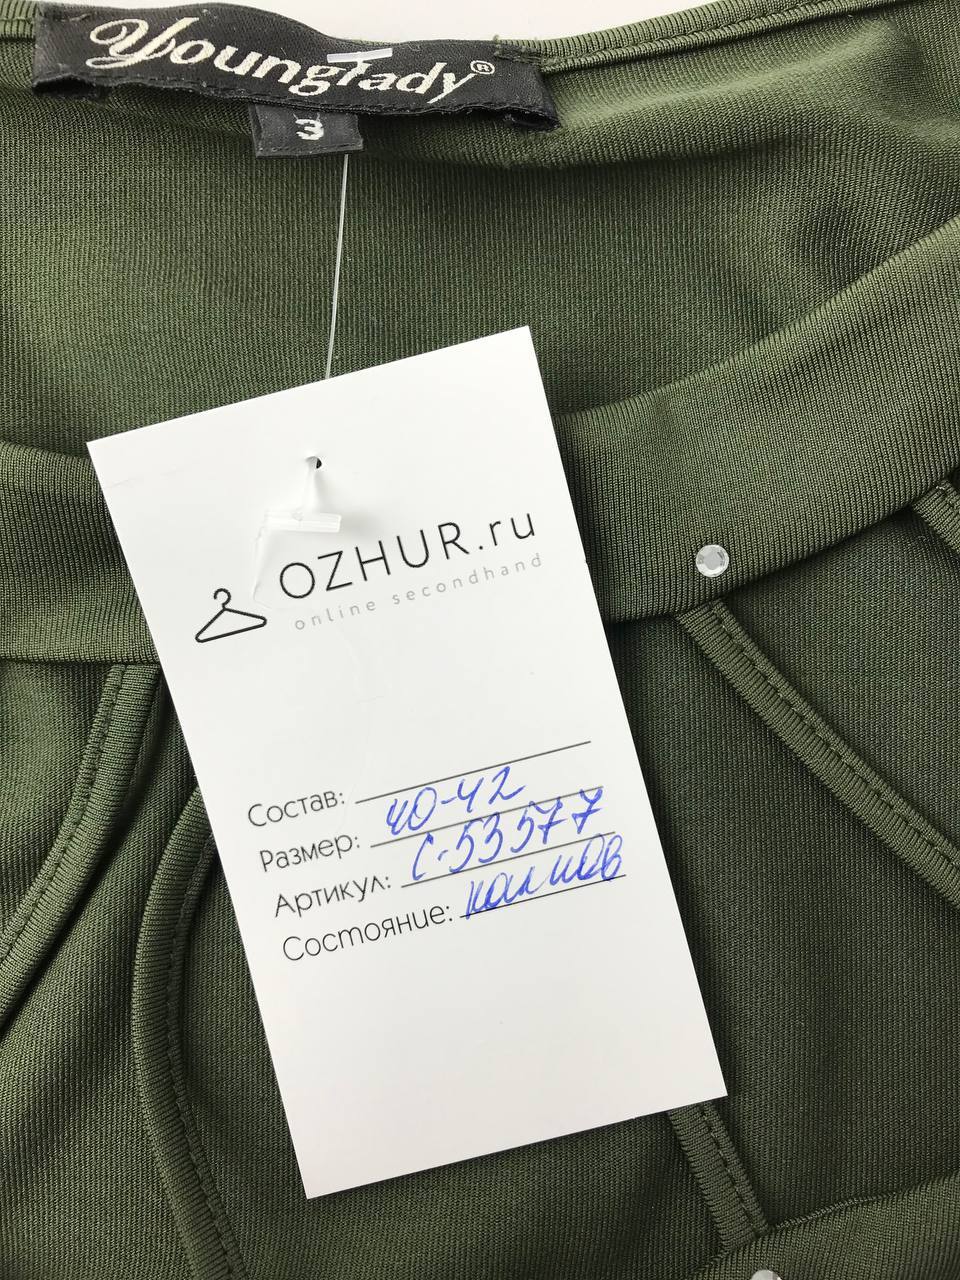 Younglady®
3
OZHUR.ru
online secondhand
Состав:
Размер: 40-42
Артикул: С-53577
Состояние: